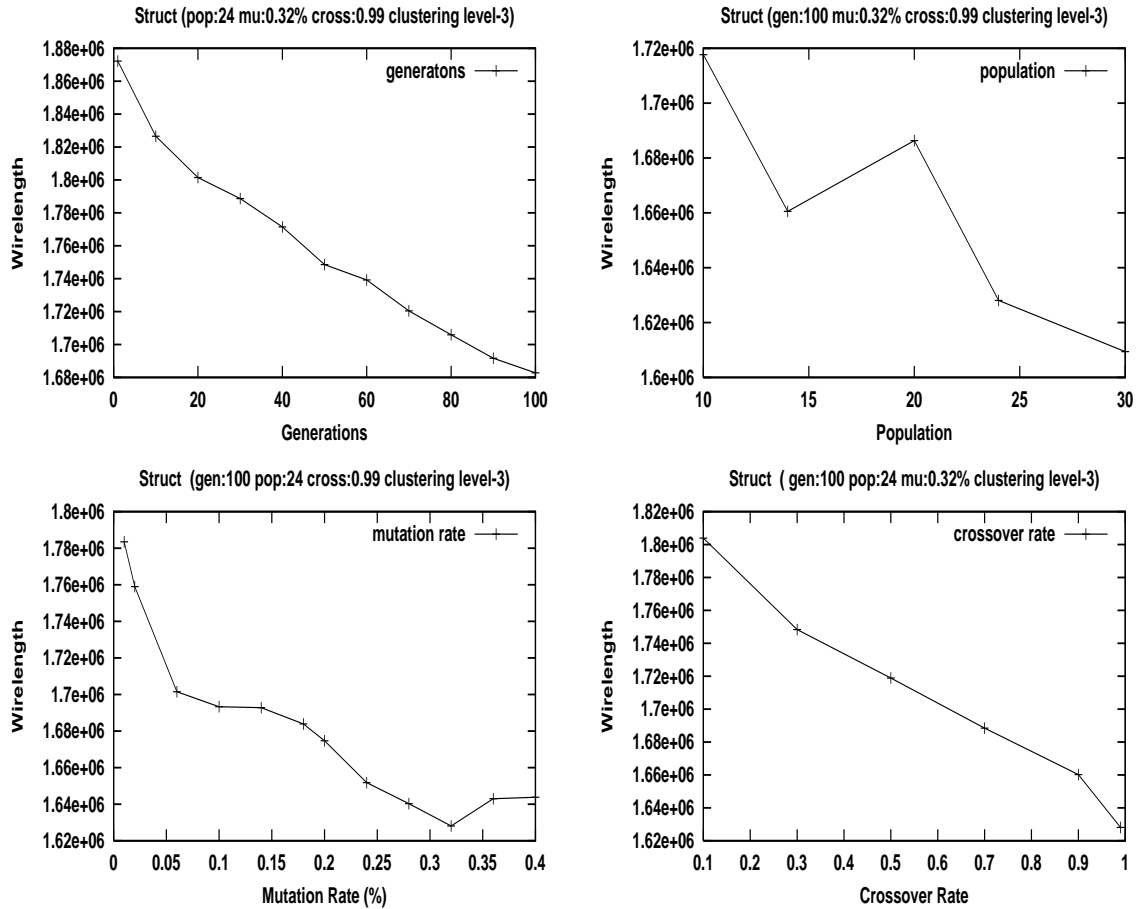 Struct (pop:24 mu:0.32% cross:0.99 clustering level-3)
1.88e+06
1.86e+06
1.84e+06
1.82e+06
1.8e+06
1.78e+06
1.76e+06
1.74e+06
1.72e+06
1.7e+06
1.68e+06
Wirelength
generatons
0 20 40 60 80 100
Generations
Struct (gen:100 mu:0.32% cross:0.99 clustering level-3)
1.72e+06
1.7e+06
1.68e+06
1.66e+06
1.64e+06
1.62e+06
1.6e+06
Wirelength
population
10 15 20 25 30
Population
Struct (gen:100 pop:24 cross:0.99 clustering level-3)
1.8e+06
1.78e+06
1.76e+06
1.74e+06
1.72e+06
1.7e+06
1.68e+06
1.66e+06
1.64e+06
1.62e+06
Wirelength
mutation rate
0 0.05 0.1 0.15 0.2 0.25 0.3 0.35 0.4
Mutation Rate (%)
Struct ( gen:100 pop:24 mu:0.32% clustering level-3)
1.82e+06
1.8e+06
1.78e+06
1.76e+06
1.74e+06
1.72e+06
1.7e+06
1.68e+06
1.66e+06
1.64e+06
1.62e+06
Wirelength
crossover rate
0.1 0.2 0.3 0.4 0.5 0.6 0.7 0.8 0.9 1
Crossover Rate